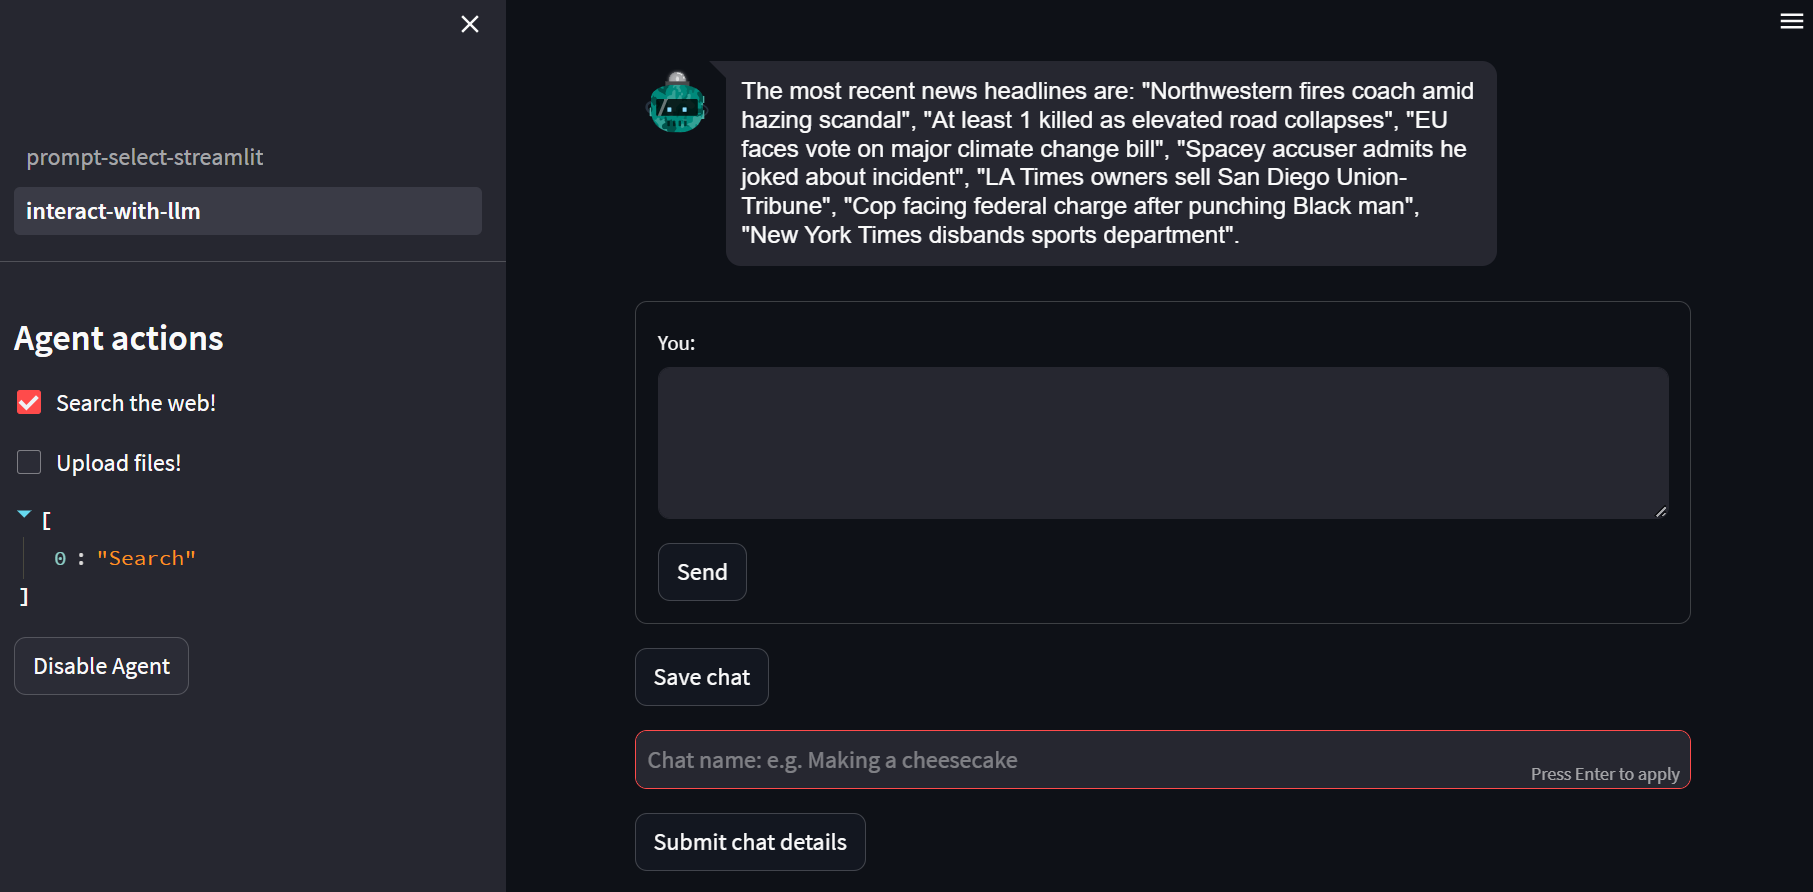 prompt-select-streamlit
interact-with-llm
Agent actions
Search the web!
Upload files!
[
0 : "Search"
]
Disable Agent
The most recent news headlines are: "Northwestern fires coach amid
hazing scandal", "At least 1 killed as elevated road collapses", "EU
faces vote on major climate change bill", "Spacey accuser admits he
joked about incident", "LA Times owners sell San Diego Union-
Tribune", "Cop facing federal charge after punching Black man",
"New York Times disbands sports department".
You:
Send
Save chat
Chat name: e.g. Making a cheesecake
Press Enter to apply
Submit chat details